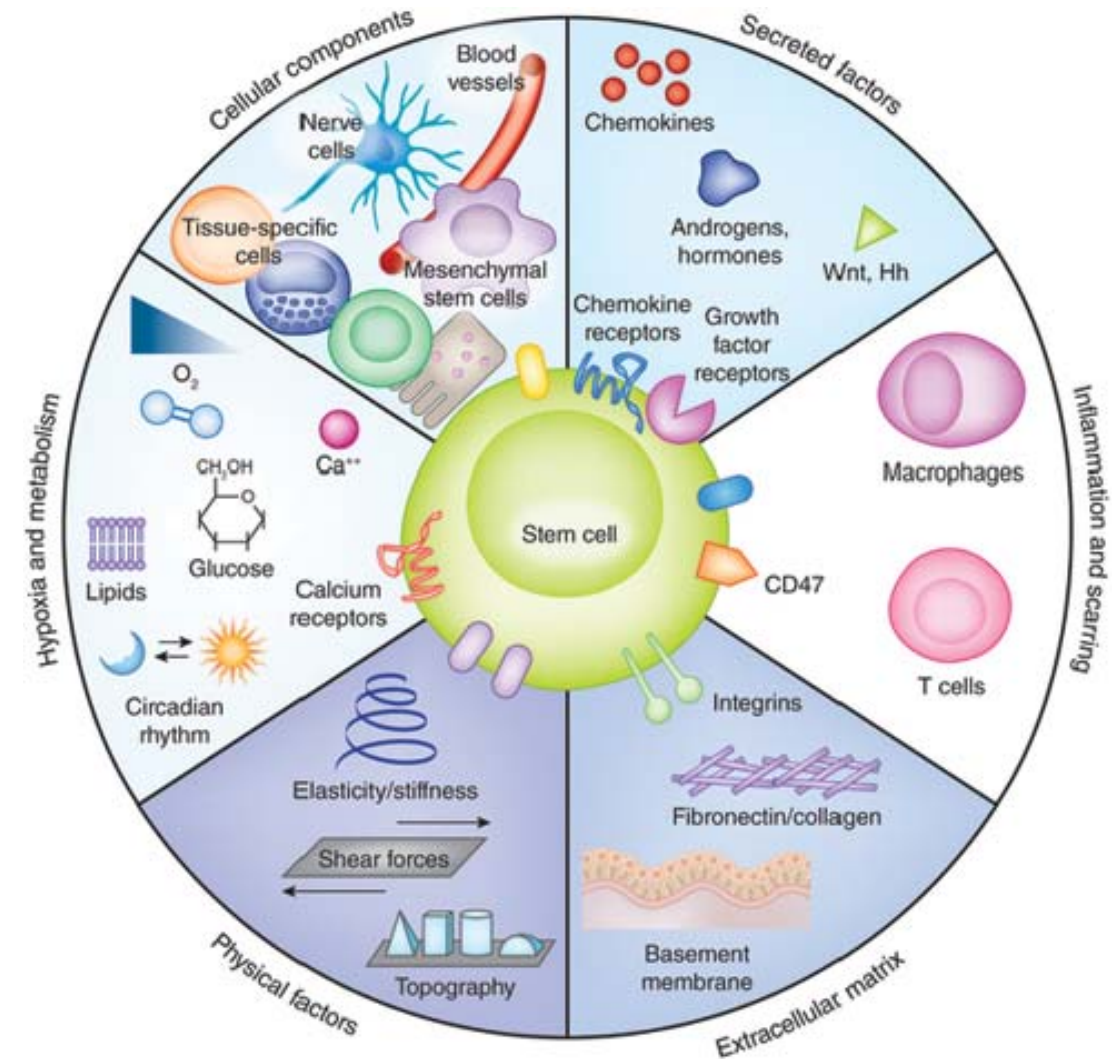 Cellular components
Blood
vessels
Nerve
cells
Tissue-specific
cells
Mesenchymal
stem cells
Secreted factors
Chemokines
Androgens,
hormones
Wnt, Hh
Chemokine
receptors
Growth
factor
receptors
Inflammation and scarring
Macrophages
CD47
T cells
Extracellular matrix
Integrins
Fibronectin/collagen
Basement
membrane
Physical factors
Elasticity/stiffness
Shear forces
Topography
Hypoxia and metabolism
O₂
Ca⁺⁺
CH₂OH
O
Glucose
Lipids
Calcium
receptors
Circadian
rhythm
Stem cell